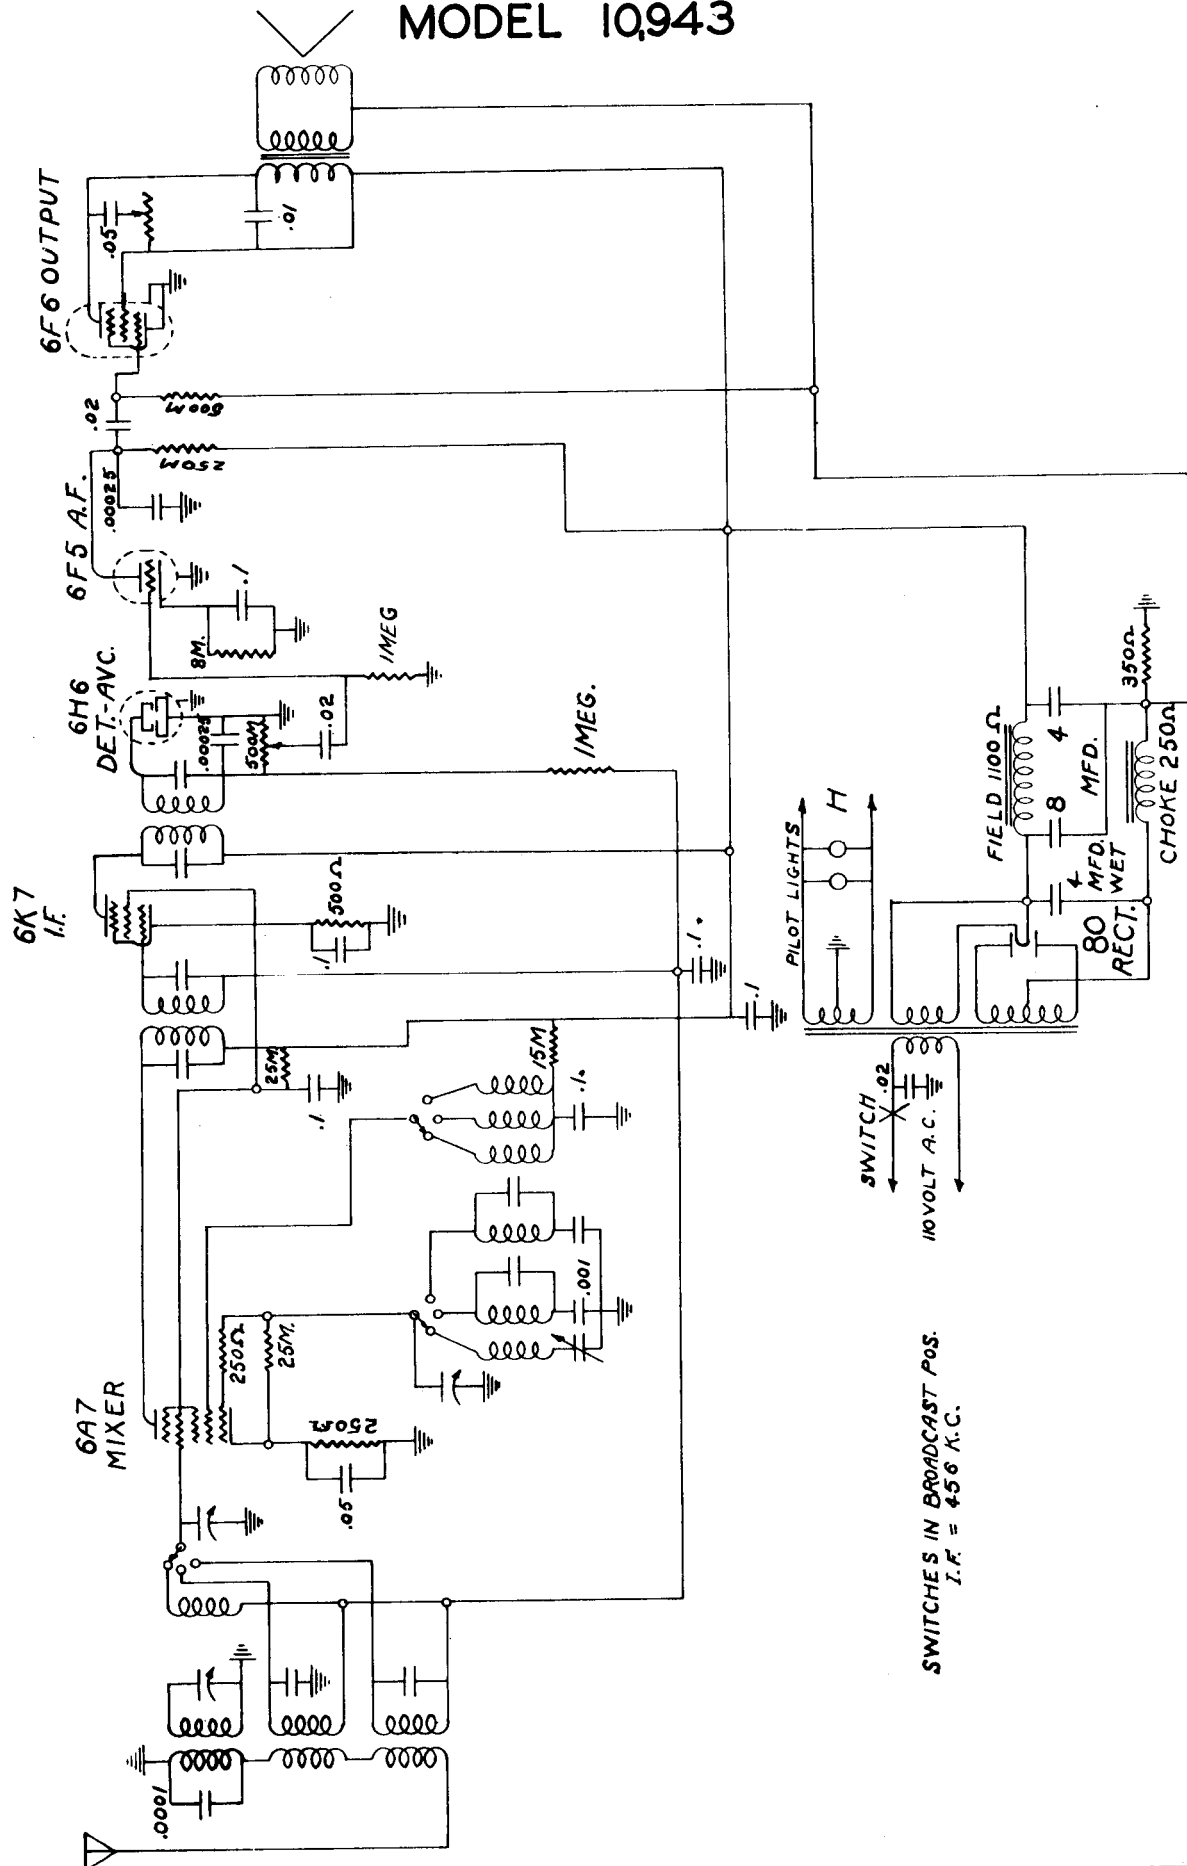 MODEL 10,943
6F6 OUTPUT
.05
.01
.02
500M
250M
6F5 A.F.
.00025
.1
8M.
1MEG
6H6
DET.-AVC.
.00025
500M
.02
1MEG.
6K7
I.F.
500Ω
.1
.1
.1
25M
.1
15M
.1
.001
250Ω
25M.
6A7
MIXER
250Ω
.05
.0001
PILOT LIGHTS
H
FIELD 1100Ω
8
4
MFD.
350Ω
CHOKE 250Ω
4
MFD.
WET
80
RECT.
SWITCH
.02
110VOLT A.C.
SWITCHES IN BROADCAST POS.
I.F. = 456 K.C.